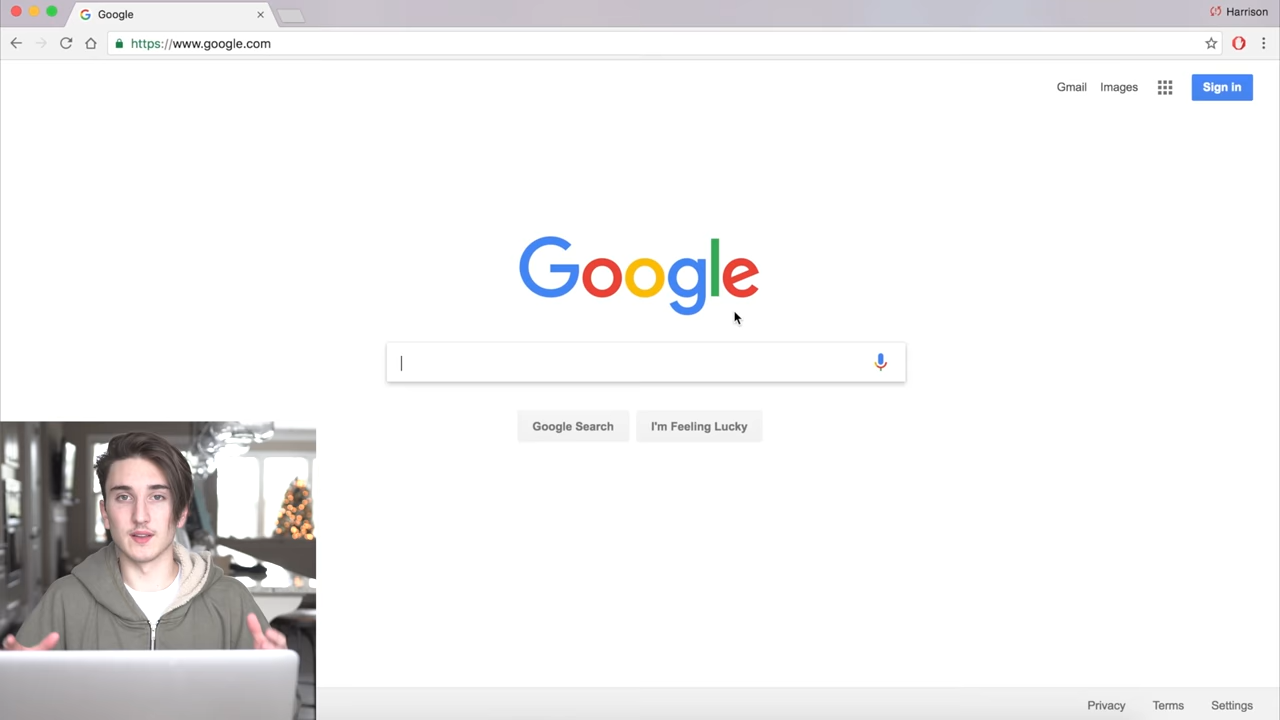 Google
Harrison
https://www.google.com
Gmail Images
Sign in
Google
Google Search
I'm Feeling Lucky
Privacy Terms Settings